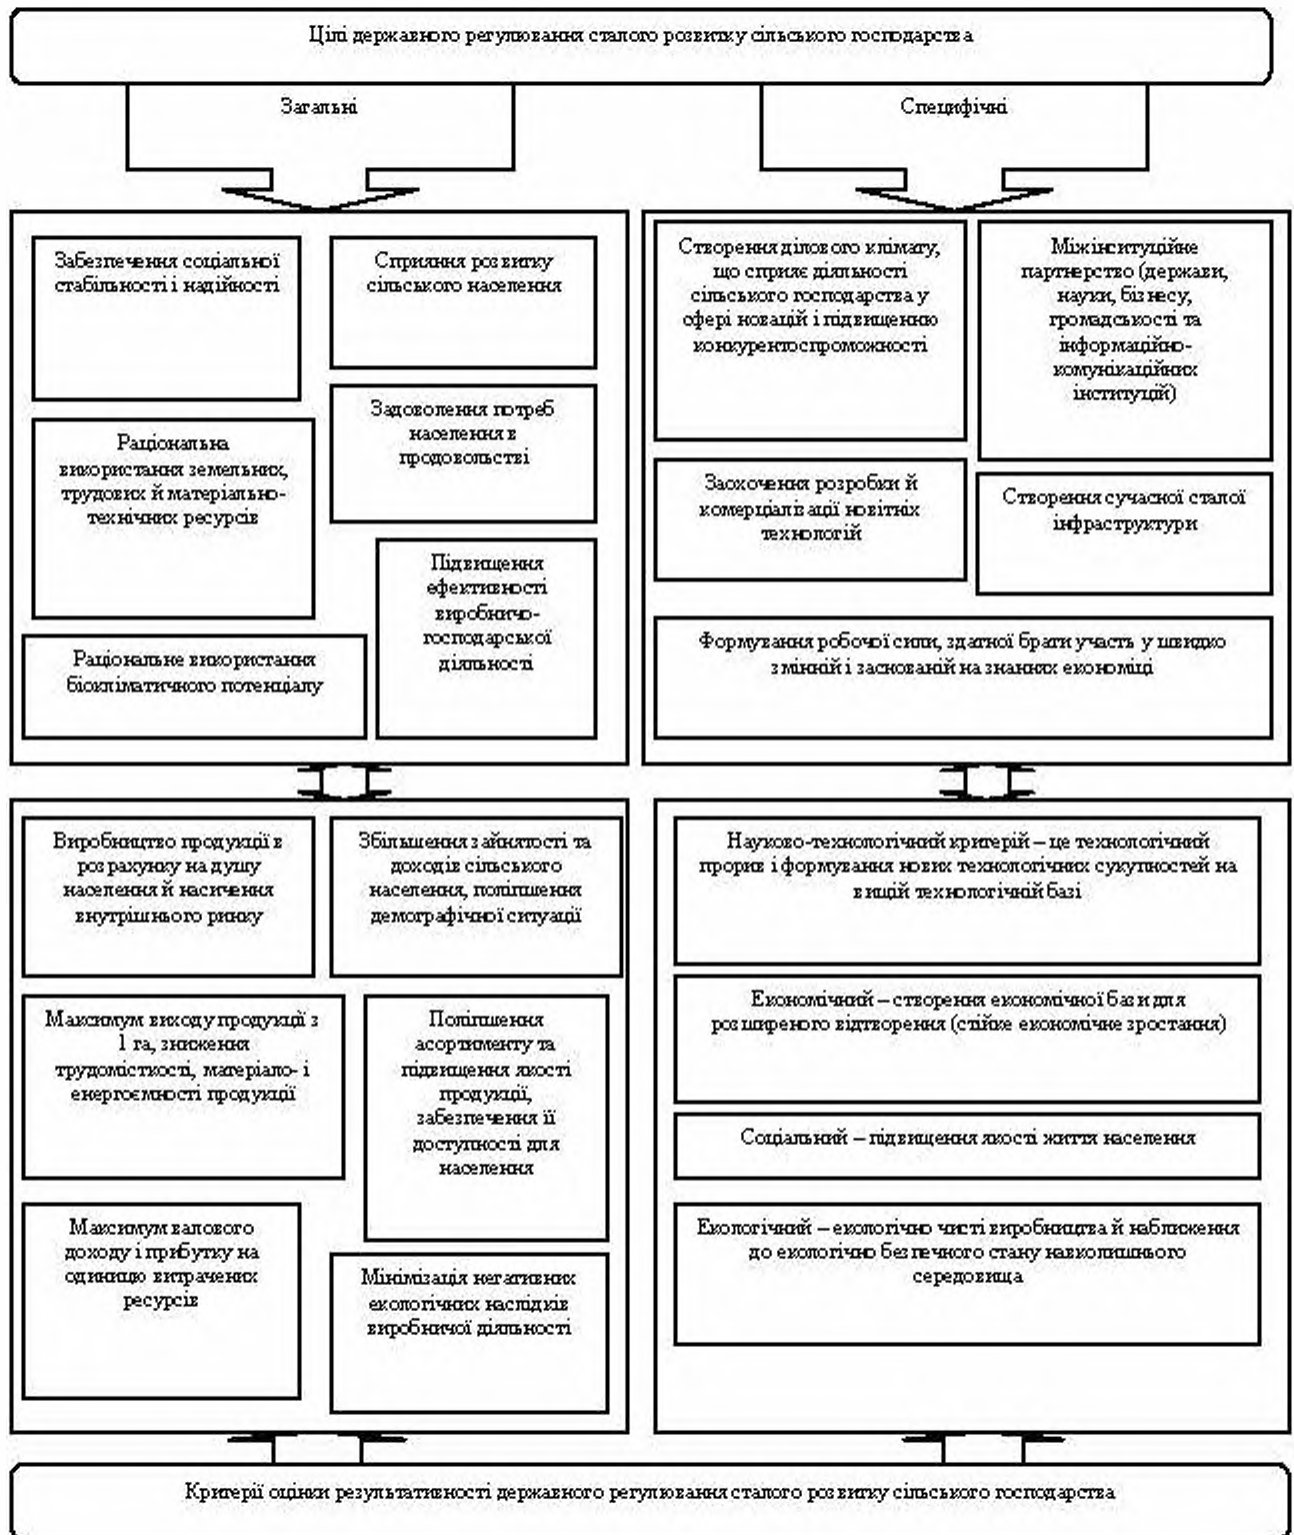 Цілі державного регулювання сталого розвитку сільського господарства
Загальні
Специфічні
Забезпечення соціальної
стабільності і надійності
Сприяння розвитку
сільського населення
Раціональна
використання земельних,
трудових й матеріально-
технічних ресурсів
Задоволення потреб
населення в
продовольстві
Підвищення
ефективності
виробничо-
господарської
діяльності
Раціональне використання
біокліматичного потенціалу
Створення ділового клімату,
що сприяє діяльності
сільського господарства у
сфері новацій і підвищенню
конкурентоспроможності
Міжінституційне
партнерство (держави,
науки, бізнесу,
громадськості та
інформаційно-
комунікаційних
інституцій)
Заохочення розробки й
комерціалізації новітніх
технологій
Створення сучасної сталої
інфраструктури
Формування робочої сили, здатної брати участь у швидко
змінній і заснованій на знаннях економіці
Виробництво продукції в
розрахунку на душу
населення й насичення
внутрішнього ринку
Збільшення зайнятості та
доходів сільського
населення, поліпшення
демографічної ситуації
Максимум виходу продукції з
1 га, зниження
трудомісткості, матеріало- і
енергоємності продукції
Поліпшення
асортименту та
підвищення якості
продукції,
забезпечення її
доступності для
населення
Максимум валового
доходу і прибутку на
одиницю витрачених
ресурсів
Мінімізація негативних
екологічних наслідків
виробничої діяльності
Науково-технологічний критерій – це технологічний
прорив і формування нових технологічних сукупностей на
вищій технологічній базі
Економічний – створення економічної бази для
розширеного відтворення (стійке економічне зростання)
Соціальний – підвищення якості життя населення
Екологічний – екологічно чисті виробництва й наближення
до екологічно безпечного стану навколишнього
середовища
Критерії оцінки результативності державного регулювання сталого розвитку сільського господарства